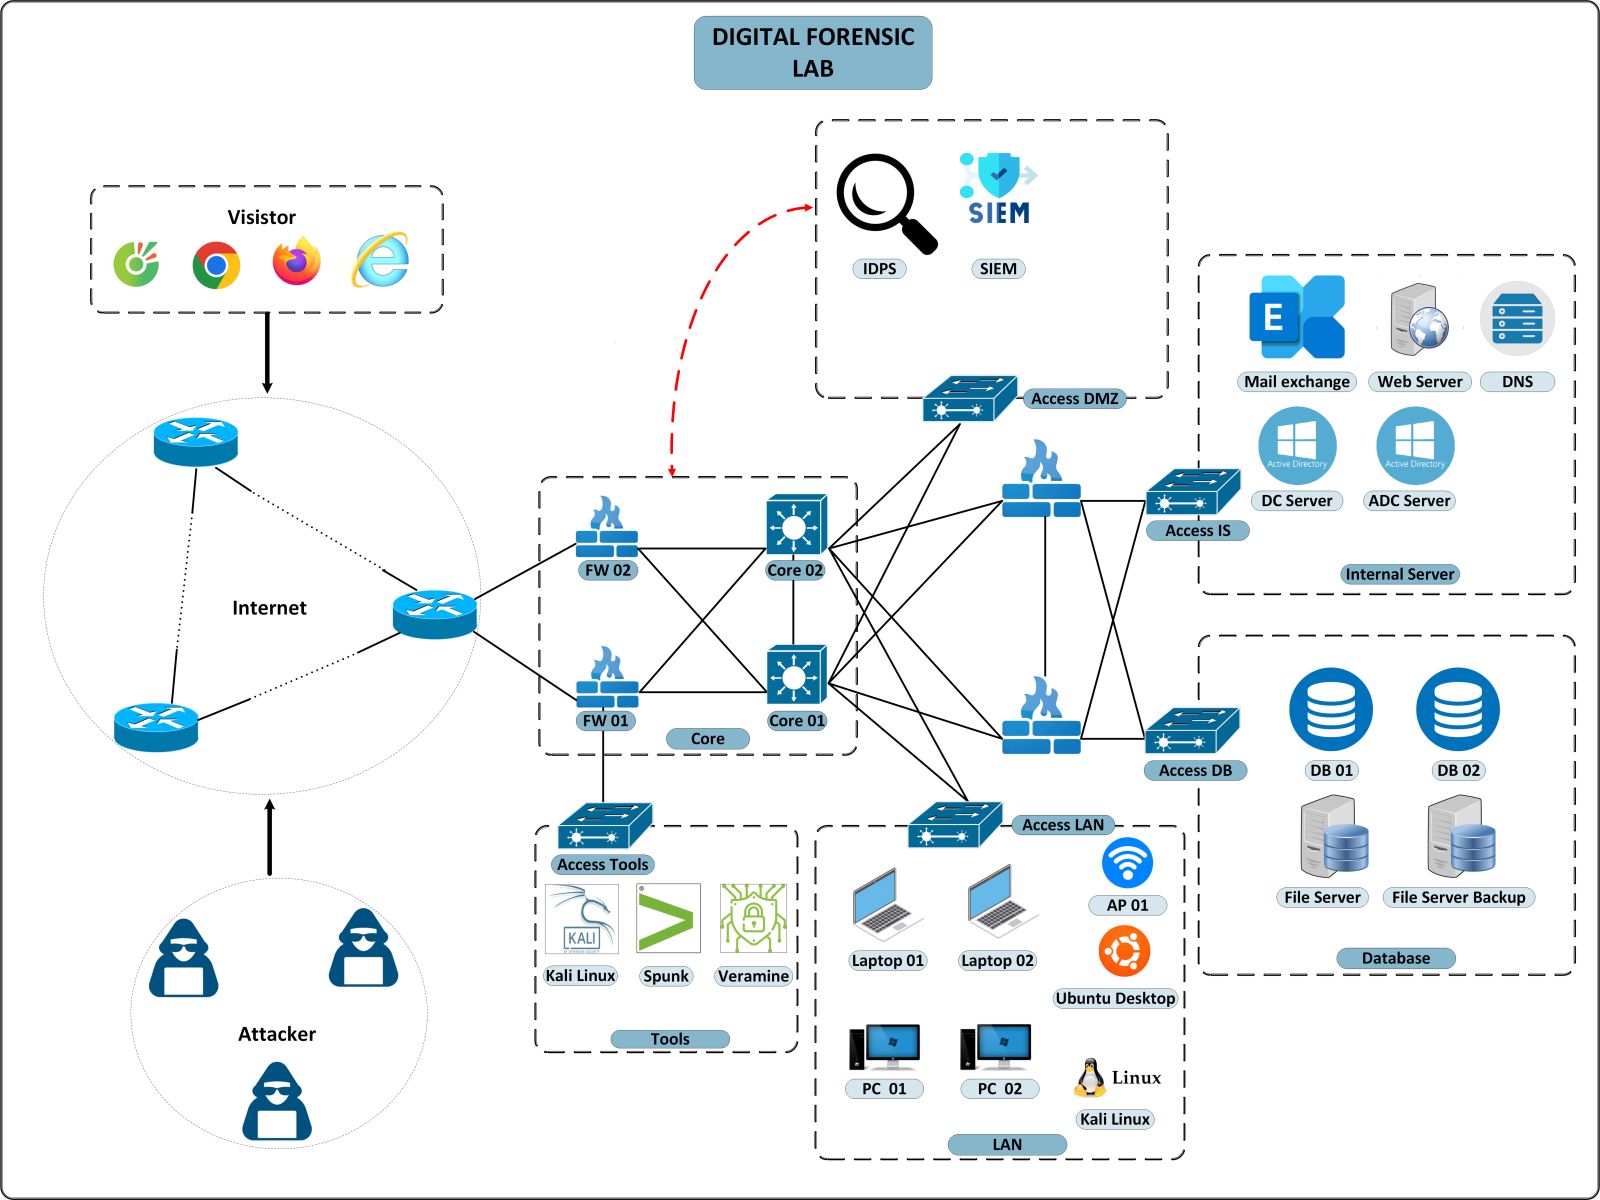 DIGITAL FORENSIC
LAB
Visistor
SIEM
IDPS
SIEM
Access DMZ
E
Mail exchange
Web Server
DNS
Active Directory
Active Directory
DC Server
ADC Server
Access IS
Internal Server
Internet
FW 02
Core 02
FW 01
Core 01
Core
Access DB
DB 01
DB 02
File Server
File Server Backup
Database
Access Tools
KALI
Kali Linux
Spunk
Veramine
Tools
Access LAN
AP 01
Laptop 01
Laptop 02
Ubuntu Desktop
PC 01
PC 02
Linux
Kali Linux
LAN
Attacker